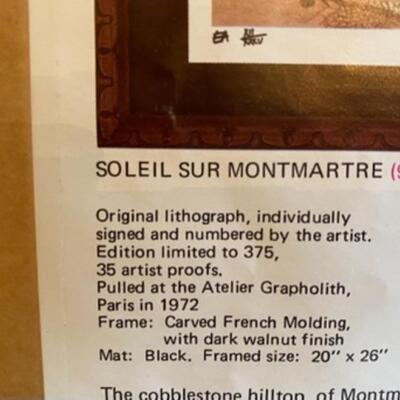 EA
SOLEIL SUR MONTMARTRE (
Original lithograph, individually
signed and numbered by the artist.
Edition limited to 375,
35 artist proofs.
Pulled at the Atelier Grapholith,
Paris in 1972
Frame: Carved French Molding,
with dark walnut finish
Mat: Black. Framed size: 20" x 26"
The cobblestone hilltop, of Montm